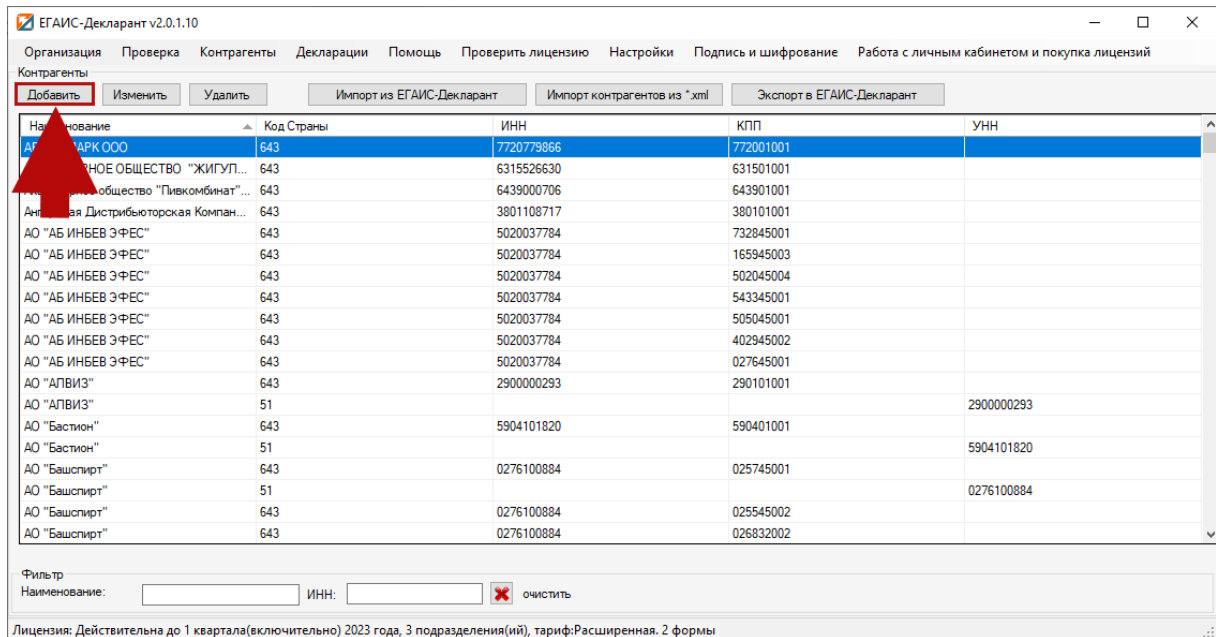 ЕГАИС-Декларант v2.0.1.10
Организация Проверка Контрагенты Декларации Помощь Проверить лицензию Настройки Подпись и шифрование Работа с личным кабинетом и покупка лицензий
Контрагенты
Добавить Изменить Удалить Импорт из ЕГАИС-Декларант Импорт контрагентов из *.xml Экспорт в ЕГАИС-Декларант
Код Страны ИНН КПП УНН
ООО 643 7720779866 772001001
ОБЩЕСТВО "ЖИГУЛ... 643 6315526630 631501001
общество "Пивкомбинат"... 643 6439000706 643901001
Дистрибьюторская Компан... 643 3801108717 380101001
АО "АБ ИНБЕВ ЭФЕС" 643 5020037784 732845001
АО "АБ ИНБЕВ ЭФЕС" 643 5020037784 165945003
АО "АБ ИНБЕВ ЭФЕС" 643 5020037784 502045004
АО "АБ ИНБЕВ ЭФЕС" 643 5020037784 543345001
АО "АБ ИНБЕВ ЭФЕС" 643 5020037784 505045001
АО "АБ ИНБЕВ ЭФЕС" 643 5020037784 402945002
АО "АБ ИНБЕВ ЭФЕС" 643 5020037784 027645001
АО "АЛВИЗ" 643 2900000293 290101001
АО "АЛВИЗ" 51 2900000293
АО "Бастион" 643 5904101820 590401001
АО "Бастион" 51 5904101820
АО "Башспирт" 643 0276100884 025745001
АО "Башспирт" 51 0276100884
АО "Башспирт" 643 0276100884 025545002
АО "Башспирт" 643 0276100884 026832002
Фильтр
Наименование: ИНН: очистить
Лицензия: Действительна до 1 квартала(включительно) 2023 года, 3 подразделения(ий), тариф:Расширенная. 2 формы